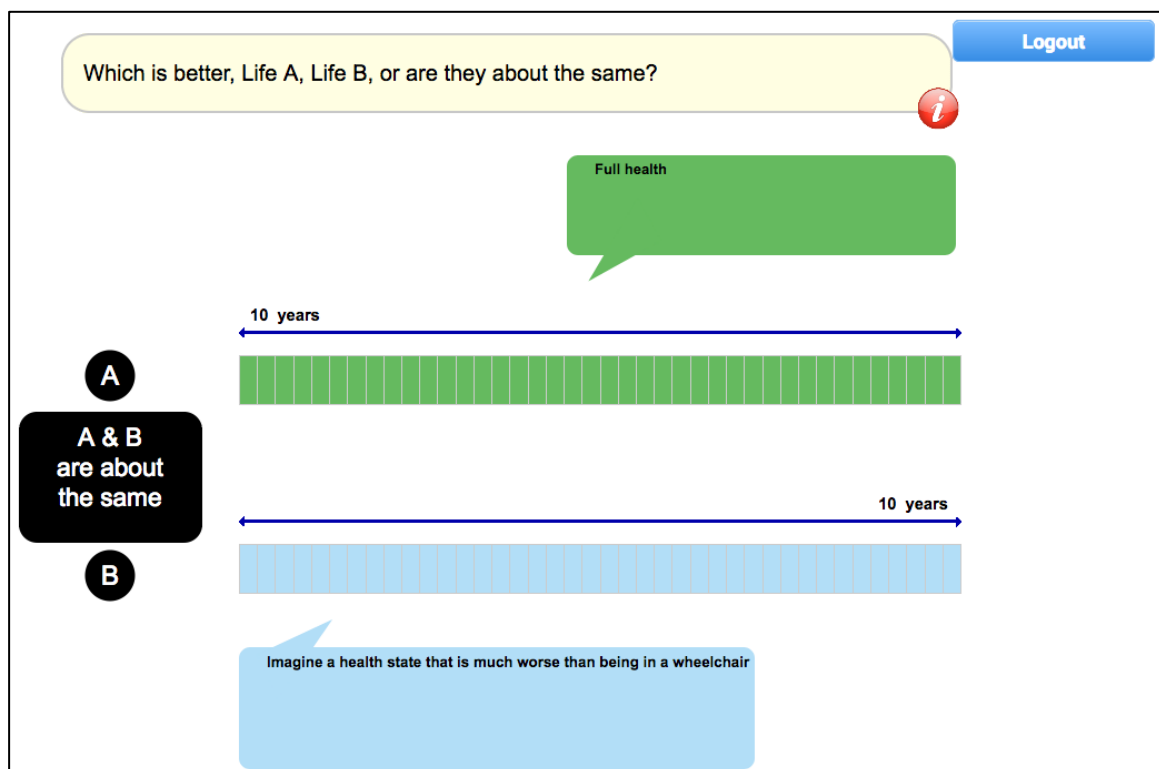 Logout
Which is better, Life A, Life B, or are they about the same?
i
Full health
10 years
A
A & B
are about
the same
10 years
B
Imagine a health state that is much worse than being in a wheelchair